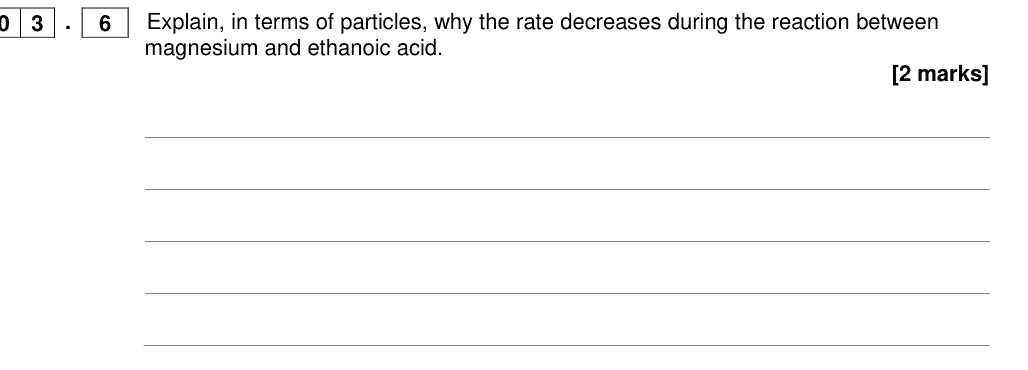 0 3 . 6 Explain, in terms of particles, why the rate decreases during the reaction between
magnesium and ethanoic acid.
[2 marks]